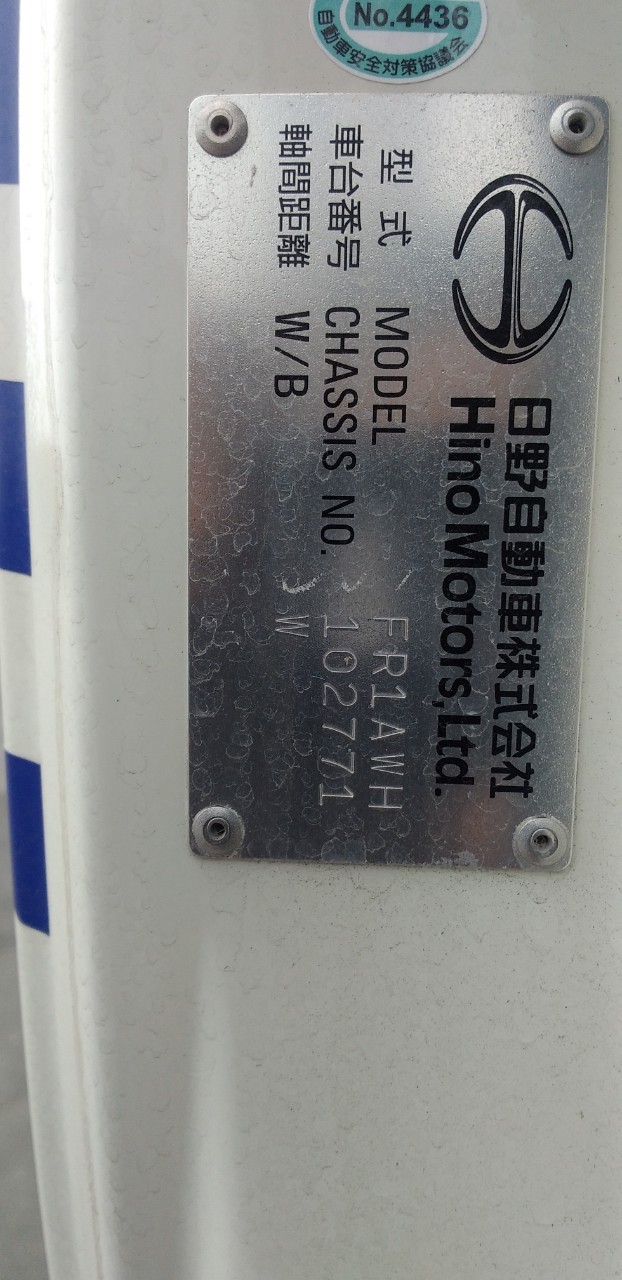 No.4436
自動車安全対策協議会
日野自動車株式会社
Hino Motors, Ltd.
型式 MODEL FR1AWH
車台番号 CHASSIS NO. 102771
軸間距離 W/B W